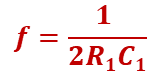 f = 1 / 2R₁C₁